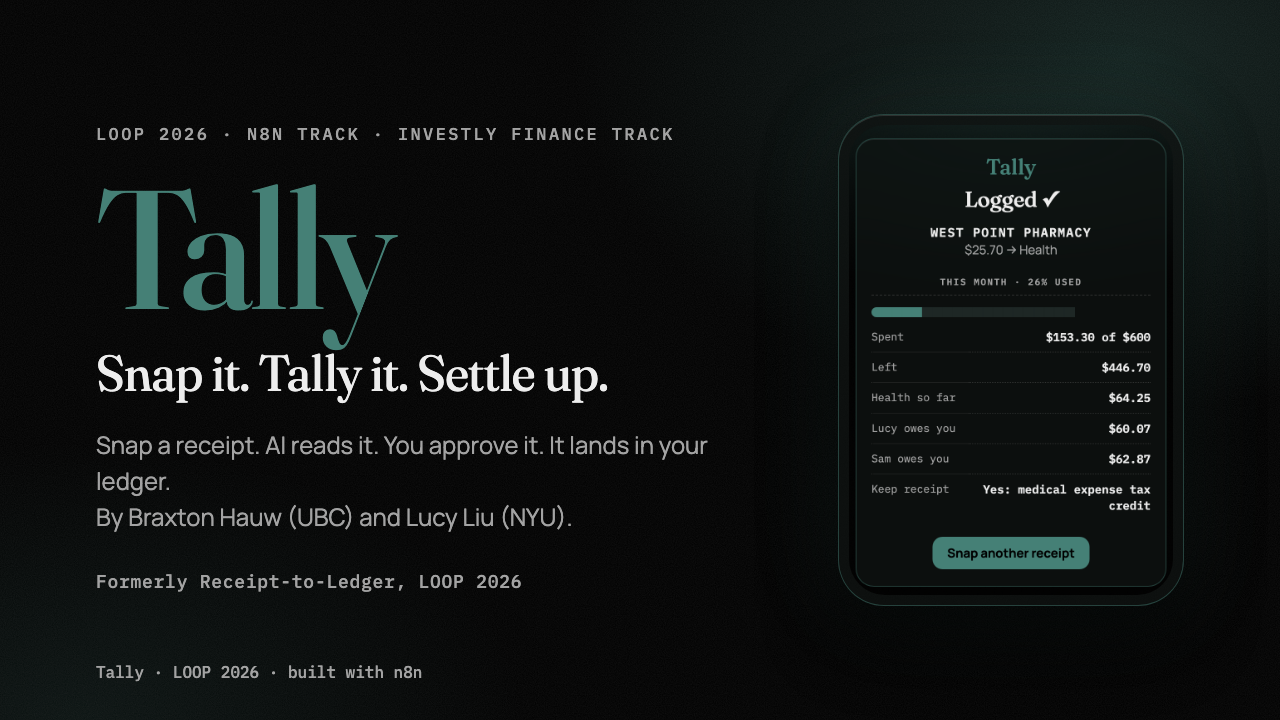 LOOP 2026 · N8N TRACK · INVESTLY FINANCE TRACK
Tally
Snap it. Tally it. Settle up.
Snap a receipt. AI reads it. You approve it. It lands in your
ledger.
By Braxton Hauw (UBC) and Lucy Liu (NYU).
Formerly Receipt-to-Ledger, LOOP 2026
Tally · LOOP 2026 · built with n8n
Tally
Logged ✓
WEST POINT PHARMACY
$25.70 → Health
THIS MONTH · 26% USED
Spent $153.30 of $600
Left $446.70
Health so far $64.25
Lucy owes you $60.07
Sam owes you $62.87
Keep receipt Yes: medical expense tax
credit
Snap another receipt